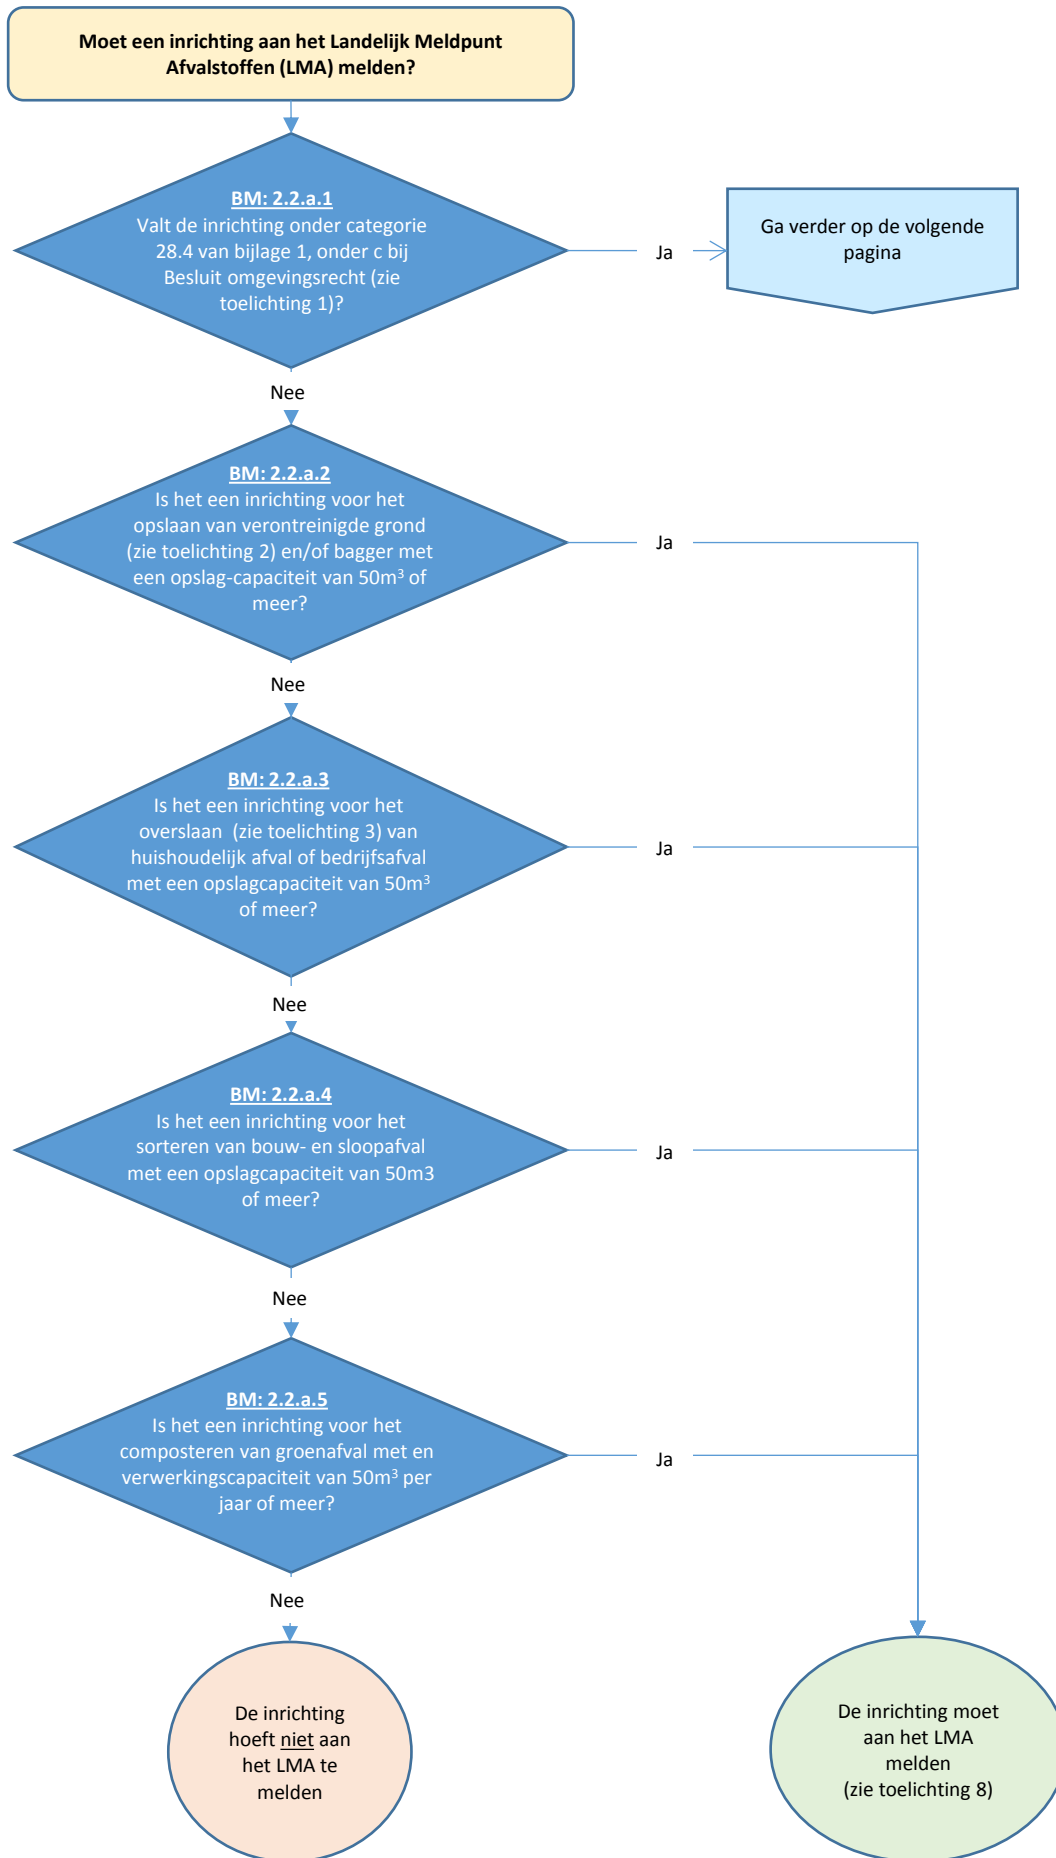 Moet een inrichting aan het Landelijk Meldpunt
Afvalstoffen (LMA) melden?
BM: 2.2.a.1
Valt de inrichting onder categorie
28.4 van bijlage 1, onder c bij
Besluit omgevingsrecht (zie
toelichting 1)?
Ja
Ga verder op de volgende
pagina
Nee
BM: 2.2.a.2
Is het een inrichting voor het
opslaan van verontreinigde grond
(zie toelichting 2) en/of bagger met
een opslag-capaciteit van 50m³ of
meer?
Ja
Nee
BM: 2.2.a.3
Is het een inrichting voor het
overslaan (zie toelichting 3) van
huishoudelijk afval of bedrijfsafval
met een opslagcapaciteit van 50m³
of meer?
Ja
Nee
BM: 2.2.a.4
Is het een inrichting voor het
sorteren van bouw- en sloopafval
met een opslagcapaciteit van 50m3
of meer?
Ja
Nee
BM: 2.2.a.5
Is het een inrichting voor het
composteren van groenafval met en
verwerkingscapaciteit van 50m³ per
jaar of meer?
Ja
Nee
De inrichting
hoeft niet aan
het LMA te
melden
De inrichting moet
aan het LMA
melden
(zie toelichting 8)